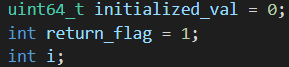 uint64_t initialized_val = 0;
int return_flag = 1;
int i;